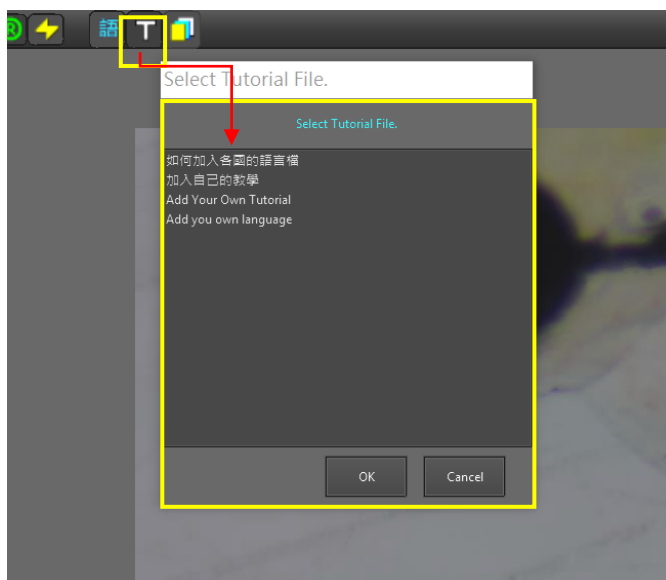 ® 語 T
Select Tutorial File.
Select Tutorial File.
如何加入各國的語言檔
加入自己的教學
Add Your Own Tutorial
Add you own language
OK Cancel